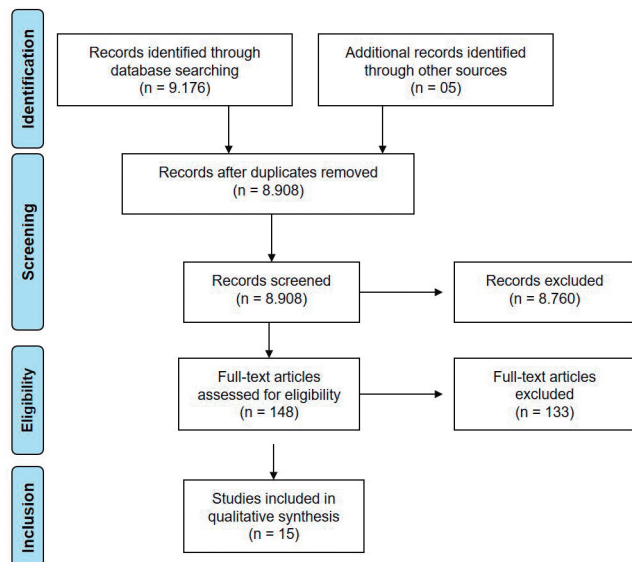 Identification
Records identified through
database searching
(n = 9.176)
Additional records identified
through other sources
(n = 05)
Screening
Records after duplicates removed
(n = 8.908)
Records screened
(n = 8.908)
Records excluded
(n = 8.760)
Eligibility
Full-text articles
assessed for eligibility
(n = 148)
Full-text articles
excluded
(n = 133)
Inclusion
Studies included in
qualitative synthesis
(n = 15)